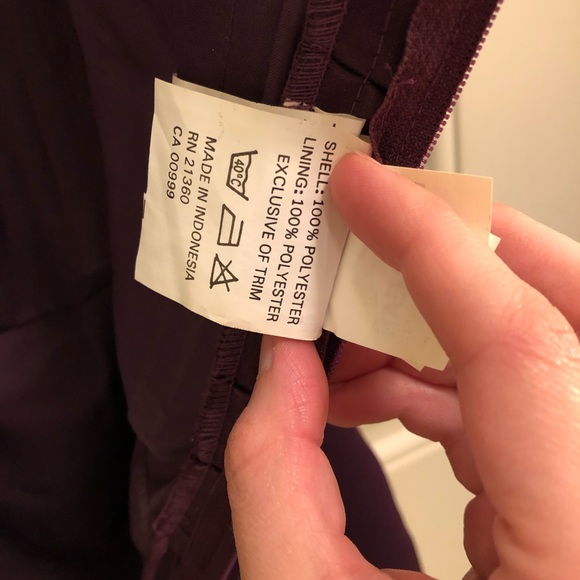 SHELL: 100% POLYESTER
LINING: 100% POLYESTER
EXCLUSIVE OF TRIM
40°C
MADE IN INDONESIA
RN 21360
CA 00999